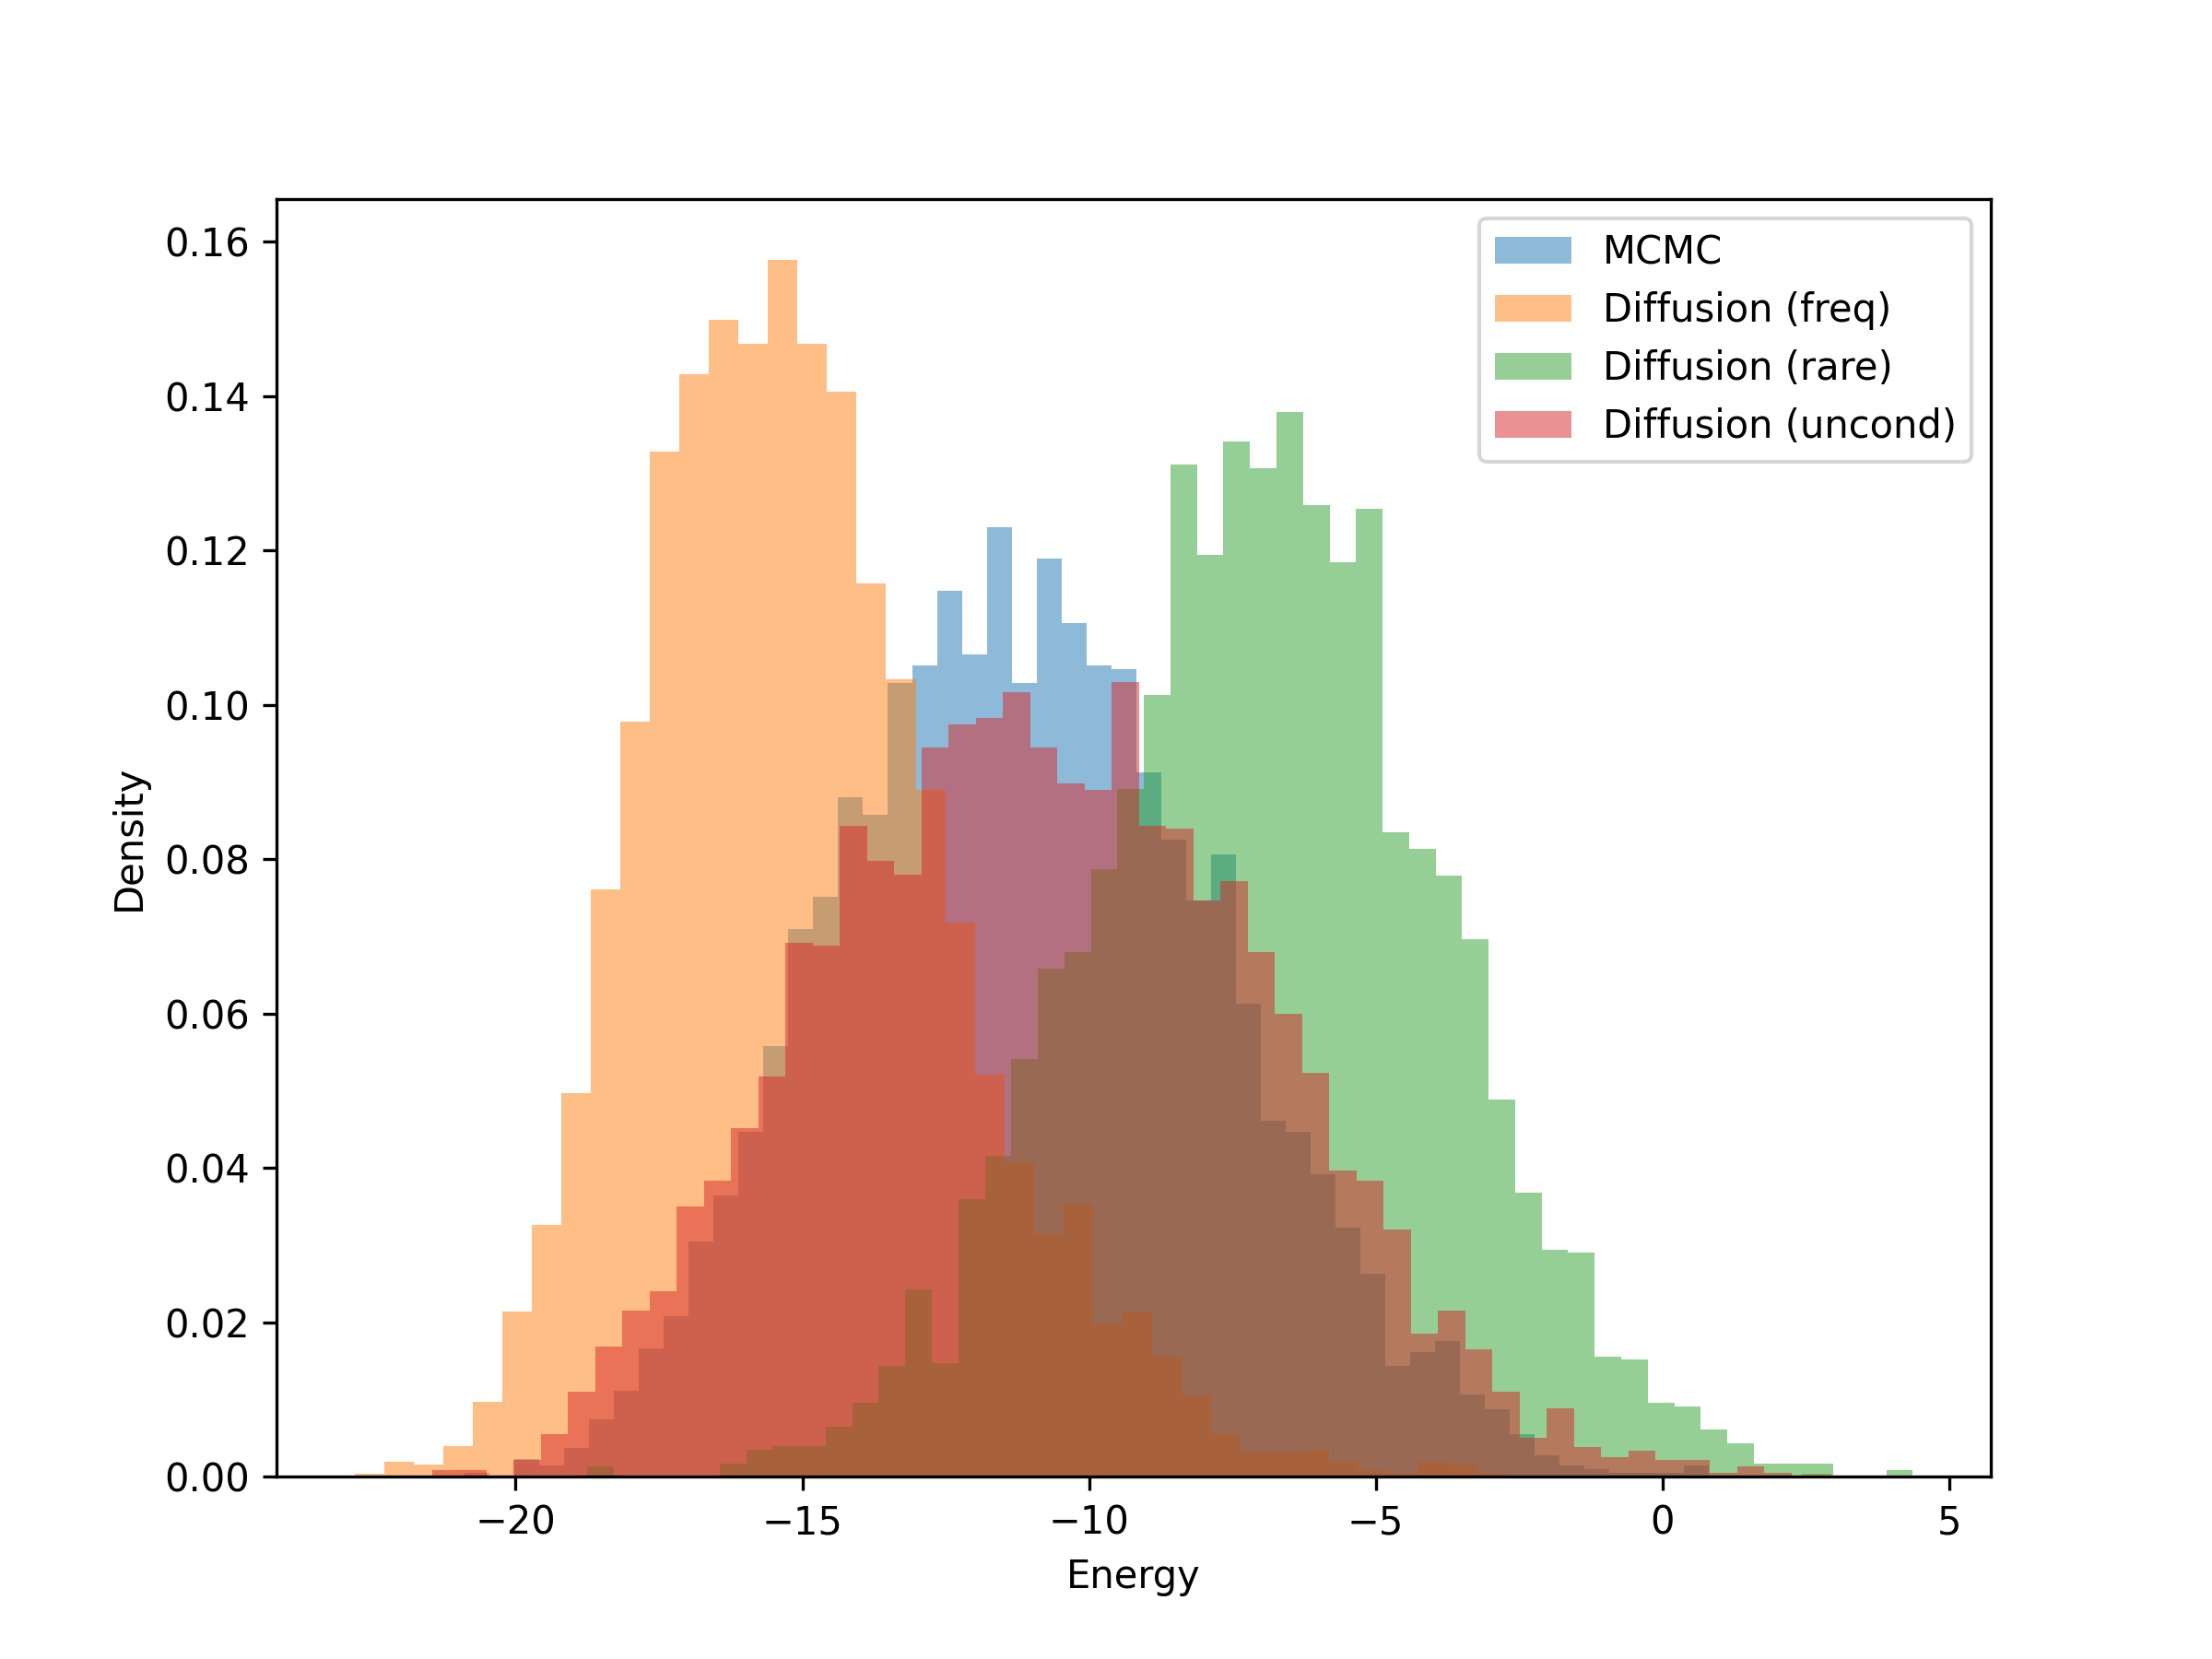 MCMC
Diffusion (freq)
Diffusion (rare)
Diffusion (uncond)
0.16
0.14
0.12
0.10
0.08
0.06
0.04
0.02
0.00
Density
−20 −15 −10 −5 0 5
Energy